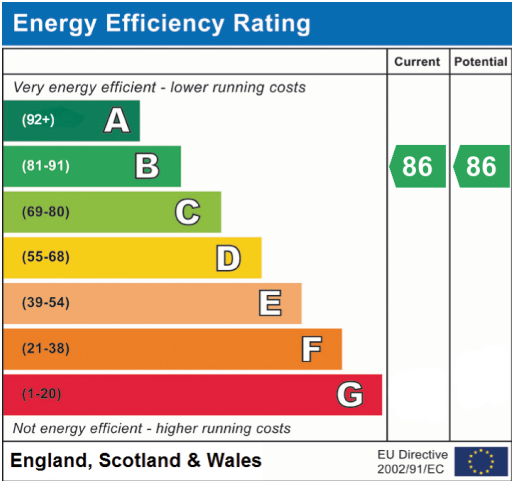 Energy Efficiency Rating
Current Potential
Very energy efficient - lower running costs
(92+) A
(81-91) B 86 86
(69-80) C
(55-68) D
(39-54) E
(21-38) F
(1-20) G
Not energy efficient - higher running costs
England, Scotland & Wales
EU Directive
2002/91/EC